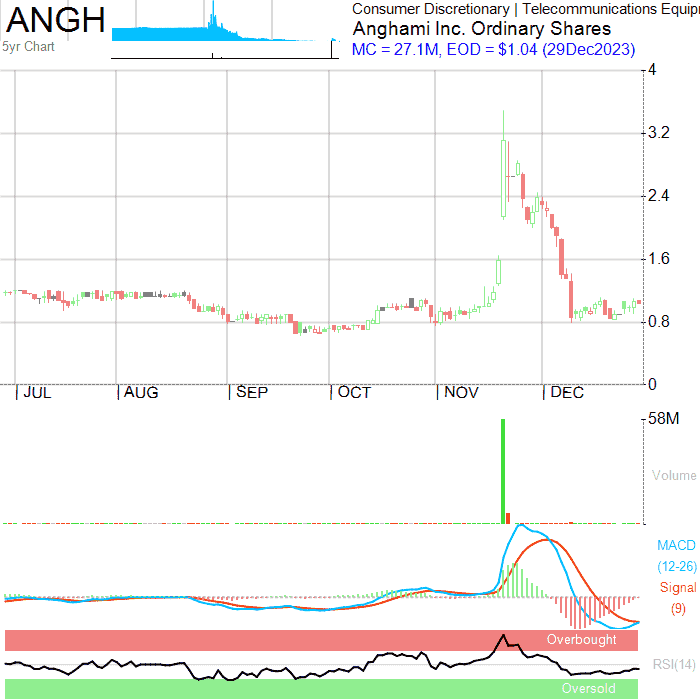 ANGH
5yr Chart
Consumer Discretionary | Telecommunications Equip
Anghami Inc. Ordinary Shares
MC = 27.1M, EOD = $1.04 (29Dec2023)
4
3.2
2.4
1.6
0.8
0
JUL AUG SEP OCT NOV DEC
58M
Volume
MACD
(12-26)
Signal
(9)
Overbought
RSI(14)
Oversold